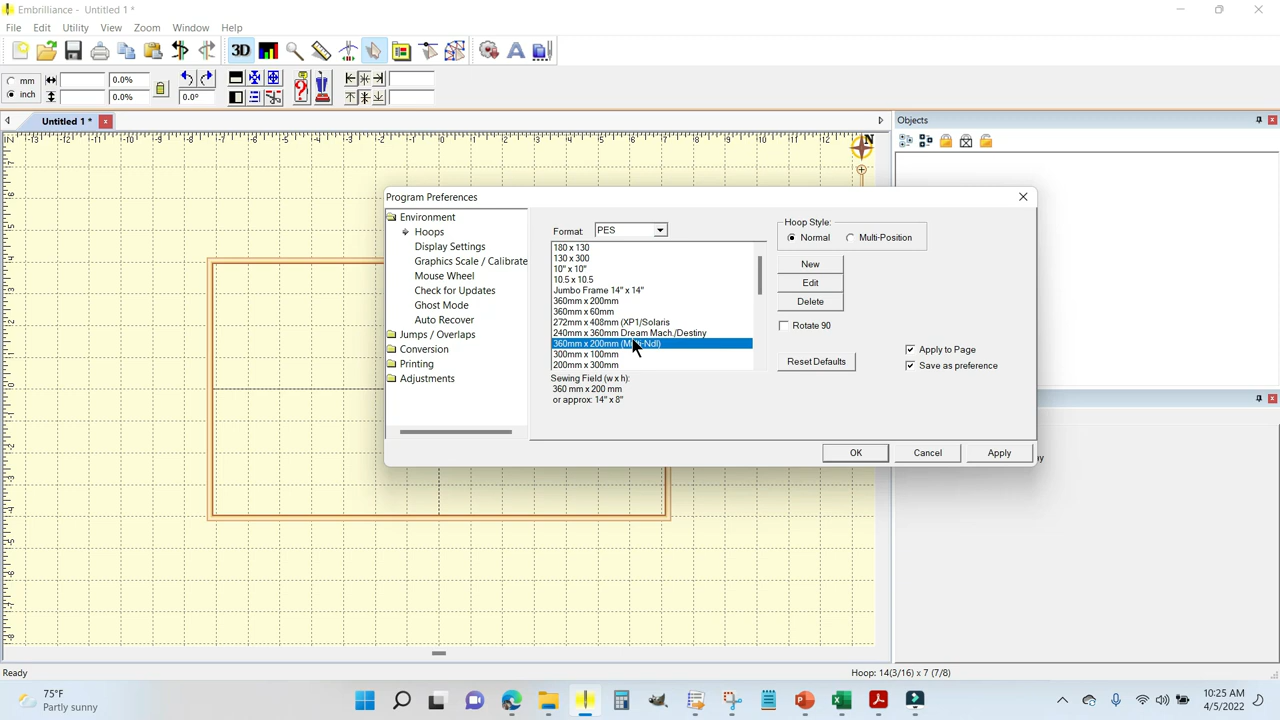 Embrilliance - Untitled 1 *
File Edit Utility View Zoom Window Help
3D
mm
inch
0.0%
0.0%
0.0°
Untitled 1 *
Objects
N
Program Preferences
Environment
Hoops
Display Settings
Graphics Scale / Calibrate
Mouse Wheel
Check for Updates
Ghost Mode
Auto Recover
Jumps / Overlaps
Conversion
Printing
Adjustments
Format: PES
180 x 130
130 x 300
10" x 10"
10.5 x 10.5
Jumbo Frame 14" x 14"
360mm x 200mm
360mm x 60mm
272mm x 408mm (XP1/Solaris
240mm x 360mm Dream Mach./Destiny
360mm x 200mm (Multi-Ndl)
300mm x 100mm
200mm x 300mm
Sewing Field (w x h):
360 mm x 200 mm
or approx: 14" x 8"
Hoop Style:
Normal Multi-Position
New
Edit
Delete
Rotate 90
Reset Defaults
Apply to Page
Save as preference
OK Cancel Apply
Ready
Hoop: 14(3/16) x 7 (7/8)
75°F
Partly sunny
10:25 AM
4/5/2022